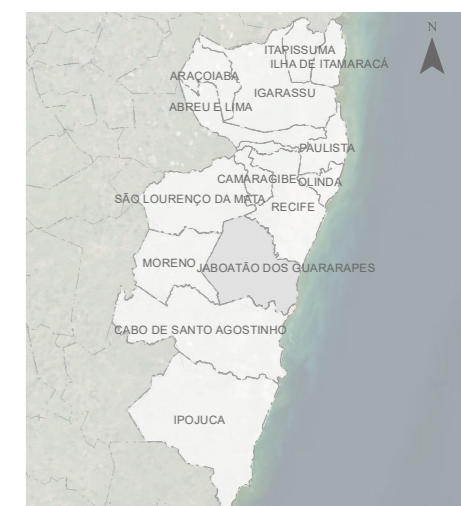 N
ITAPISSUMA
ILHA DE ITAMARACÁ
ARAÇOIABA
IGARASSU
ABREU E LIMA
PAULISTA
CAMARAGIBE
OLINDA
SÃO LOURENÇO DA MATA
RECIFE
MORENO
JABOATÃO DOS GUARARAPES
CABO DE SANTO AGOSTINHO
IPOJUCA